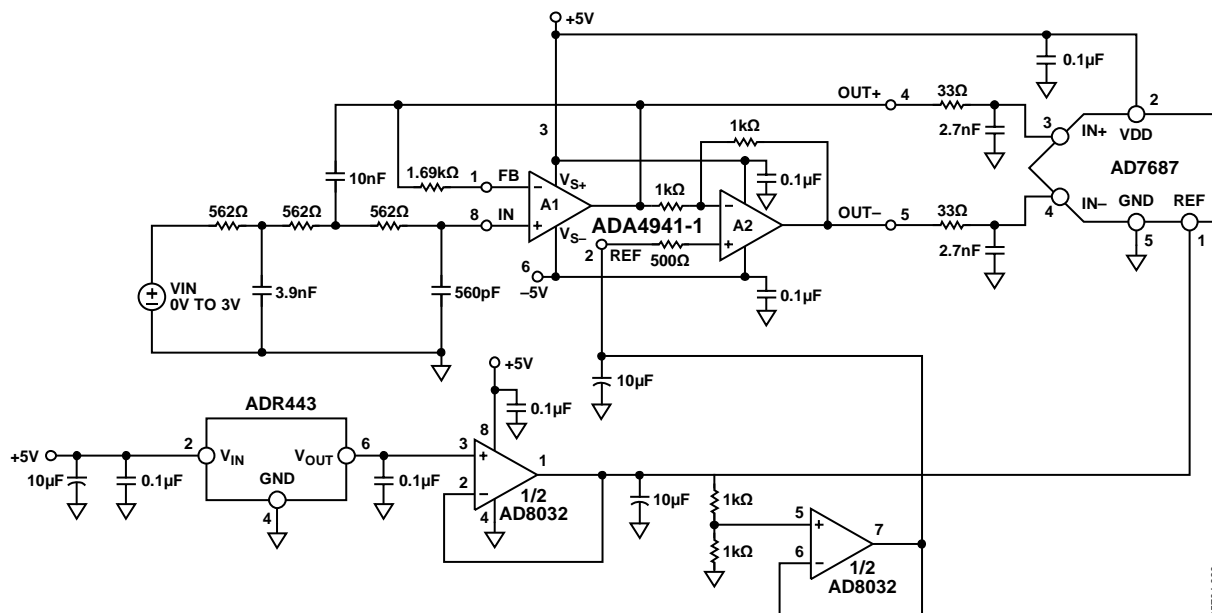 +5V
0.1µF
2
VDD
OUT+ 4
33Ω
2.7nF
3
IN+
AD7687
3
1kΩ
10nF
1.69kΩ
1 FB
VS+
A1
1kΩ
0.1µF
A2
562Ω
562Ω
562Ω
8 IN
ADA4941-1
VS–
OUT– 5
33Ω
4
IN–
GND
REF
5
1
2 REF
500Ω
2.7nF
6
–5V
VIN
0V TO 3V
3.9nF
560pF
0.1µF
+5V
10µF
0.1µF
ADR443
8
+5V
2
VIN
VOUT
6
3
1
10µF
0.1µF
GND
4
0.1µF
2
4
1/2
AD8032
10µF
1kΩ
1kΩ
5
7
6
1/2
AD8032